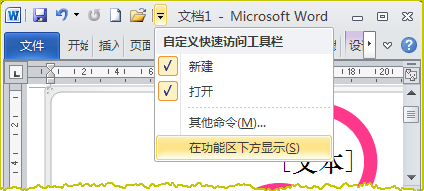 文档1 - Microsoft Word
文件 开始 插入 页面
自定义快速访问工具栏
新建
打开
其他命令(M)...
在功能区下方显示(S)
[文本]